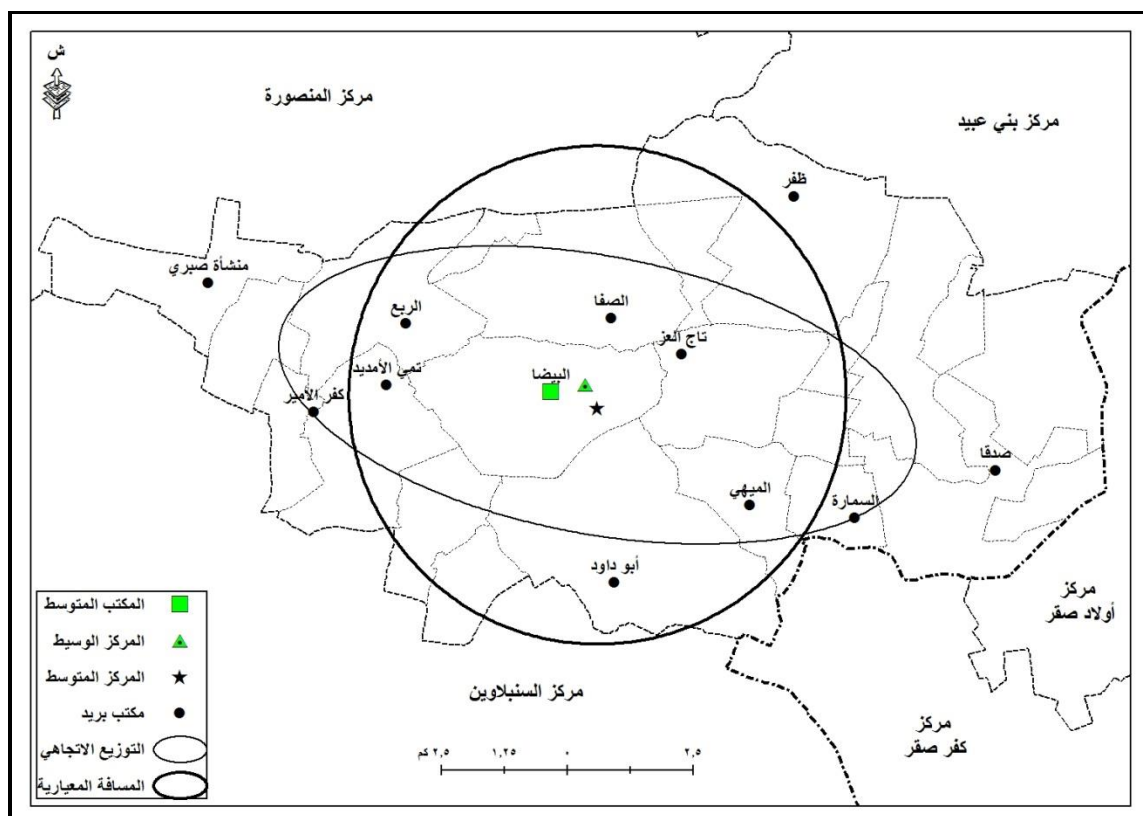 ش
مركز المنصورة
مركز بني عبيد
ظفر
منشأة صبري
الربع
الصفا
تاج العز
تمي الأمديد
البيضا
كفر الأمير
صدقا
الميهي
السمارة
أبو داود
مركز
أولاد صقر
مركز السنبلاوين
مركز
كفر صقر
المكتب المتوسط
المركز الوسيط
المركز المتوسط
مكتب بريد
التوزيع الاتجاهي
المسافة المعيارية
٢,٥ ٠ ١,٢٥ ٢,٥ كم